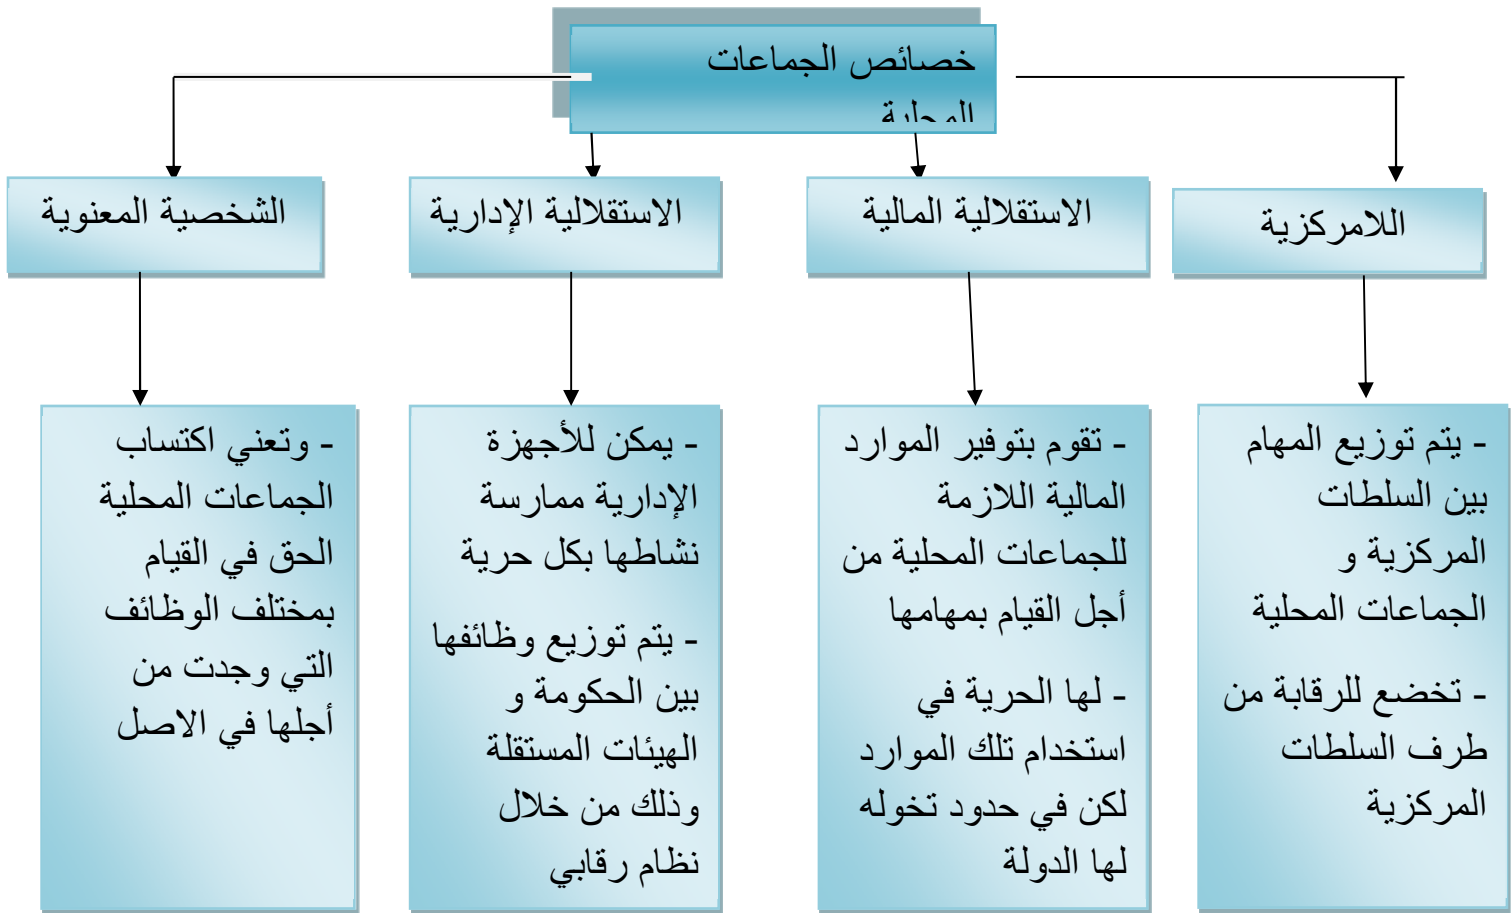 خصائص الجماعات
المحلية
اللامركزية
الاستقلالية المالية
الاستقلالية الإدارية
الشخصية المعنوية
- يتم توزيع المهام
بين السلطات
المركزية و
الجماعات المحلية
- تخضع للرقابة من
طرف السلطات
المركزية
- تقوم بتوفير الموارد
المالية اللازمة
للجماعات المحلية من
أجل القيام بمهامها
- لها الحرية في
استخدام تلك الموارد
لكن في حدود تخوله
لها الدولة
- يمكن للأجهزة
الإدارية ممارسة
نشاطها بكل حرية
- يتم توزيع وظائفها
بين الحكومة و
الهيئات المستقلة
وذلك من خلال
نظام رقابي
- وتعني اكتساب
الجماعات المحلية
الحق في القيام
بمختلف الوظائف
التي وجدت من
أجلها في الاصل